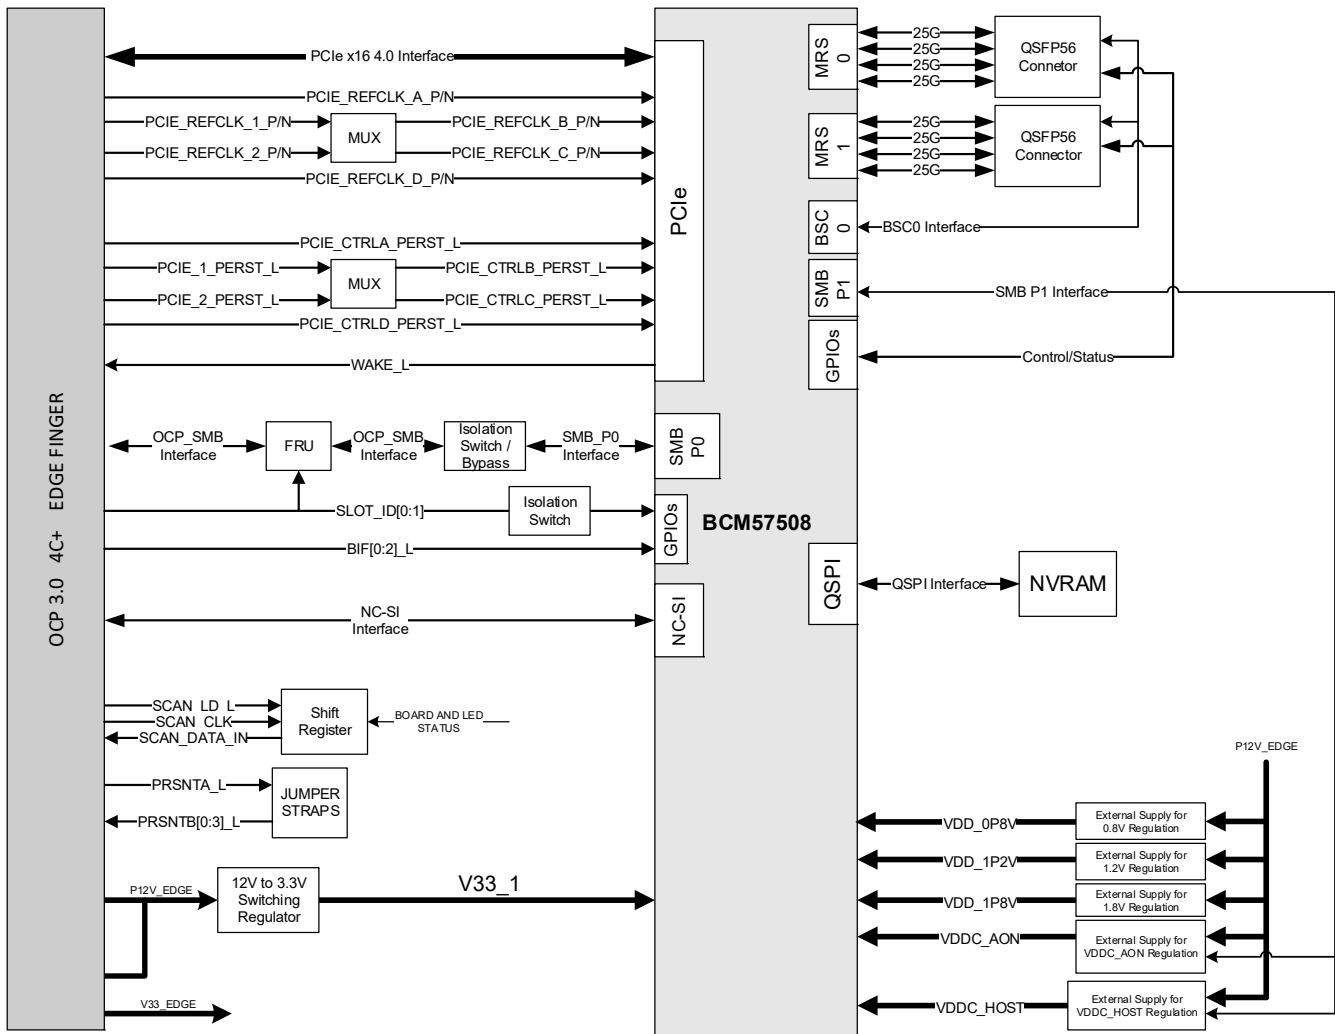 OCP 3.0 4C+ EDGE FINGER
PCIe x16 4.0 Interface
PCIE_REFCLK_A_P/N
PCIE_REFCLK_1_P/N
MUX
PCIE_REFCLK_B_P/N
PCIE_REFCLK_2_P/N
PCIE_REFCLK_C_P/N
PCIE_REFCLK_D_P/N
PCIE_CTRLA_PERST_L
PCIE_1_PERST_L
MUX
PCIE_CTRLB_PERST_L
PCIE_2_PERST_L
PCIE_CTRLC_PERST_L
PCIE_CTRLD_PERST_L
WAKE_L
PCIe
OCP_SMB
Interface
FRU
OCP_SMB
Interface
Isolation
Switch /
Bypass
SMB_P0
Interface
SMB
P0
SLOT_ID[0:1]
Isolation
Switch
BIF[0:2]_L
GPIOs
NC-SI
Interface
NC-SI
SCAN_LD_L
SCAN_CLK
SCAN_DATA_IN
Shift
Register
BOARD AND LED
STATUS
PRSNTA_L
PRSNTB[0:3]_L
JUMPER
STRAPS
P12V_EDGE
12V to 3.3V
Switching
Regulator
V33_1
V33_EDGE
BCM57508
MRS
0
25G
25G
25G
25G
QSFP56
Connetor
MRS
1
25G
25G
25G
25G
QSFP56
Connector
BSC
0
BSC0 Interface
SMB
P1
SMB P1 Interface
GPIOs
Control/Status
QSPI
QSPI Interface
NVRAM
P12V_EDGE
VDD_0P8V
External Supply for
0.8V Regulation
VDD_1P2V
External Supply for
1.2V Regulation
VDD_1P8V
External Supply for
1.8V Regulation
VDDC_AON
External Supply for
VDDC_AON Regulation
VDDC_HOST
External Supply for
VDDC_HOST Regulation